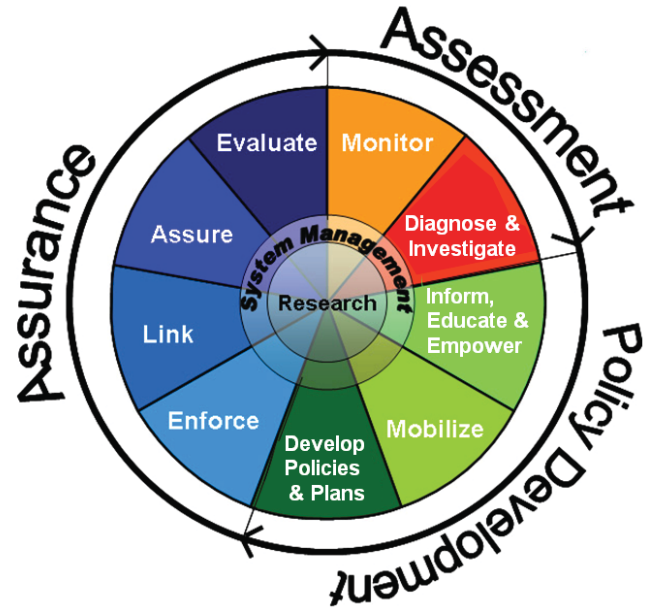 Assessment
Policy Development
Assurance
Monitor
Diagnose &
Investigate
Inform,
Educate &
Empower
Mobilize
Develop
Policies
& Plans
Enforce
Link
Assure
Evaluate
System Management
Research